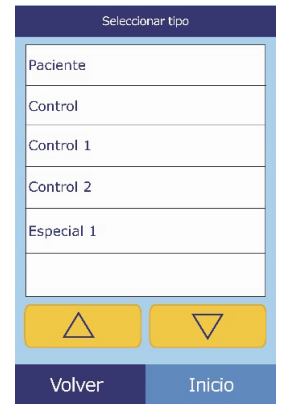 Seleccionar tipo
Paciente
Control
Control 1
Control 2
Especial 1
Volver
Inicio